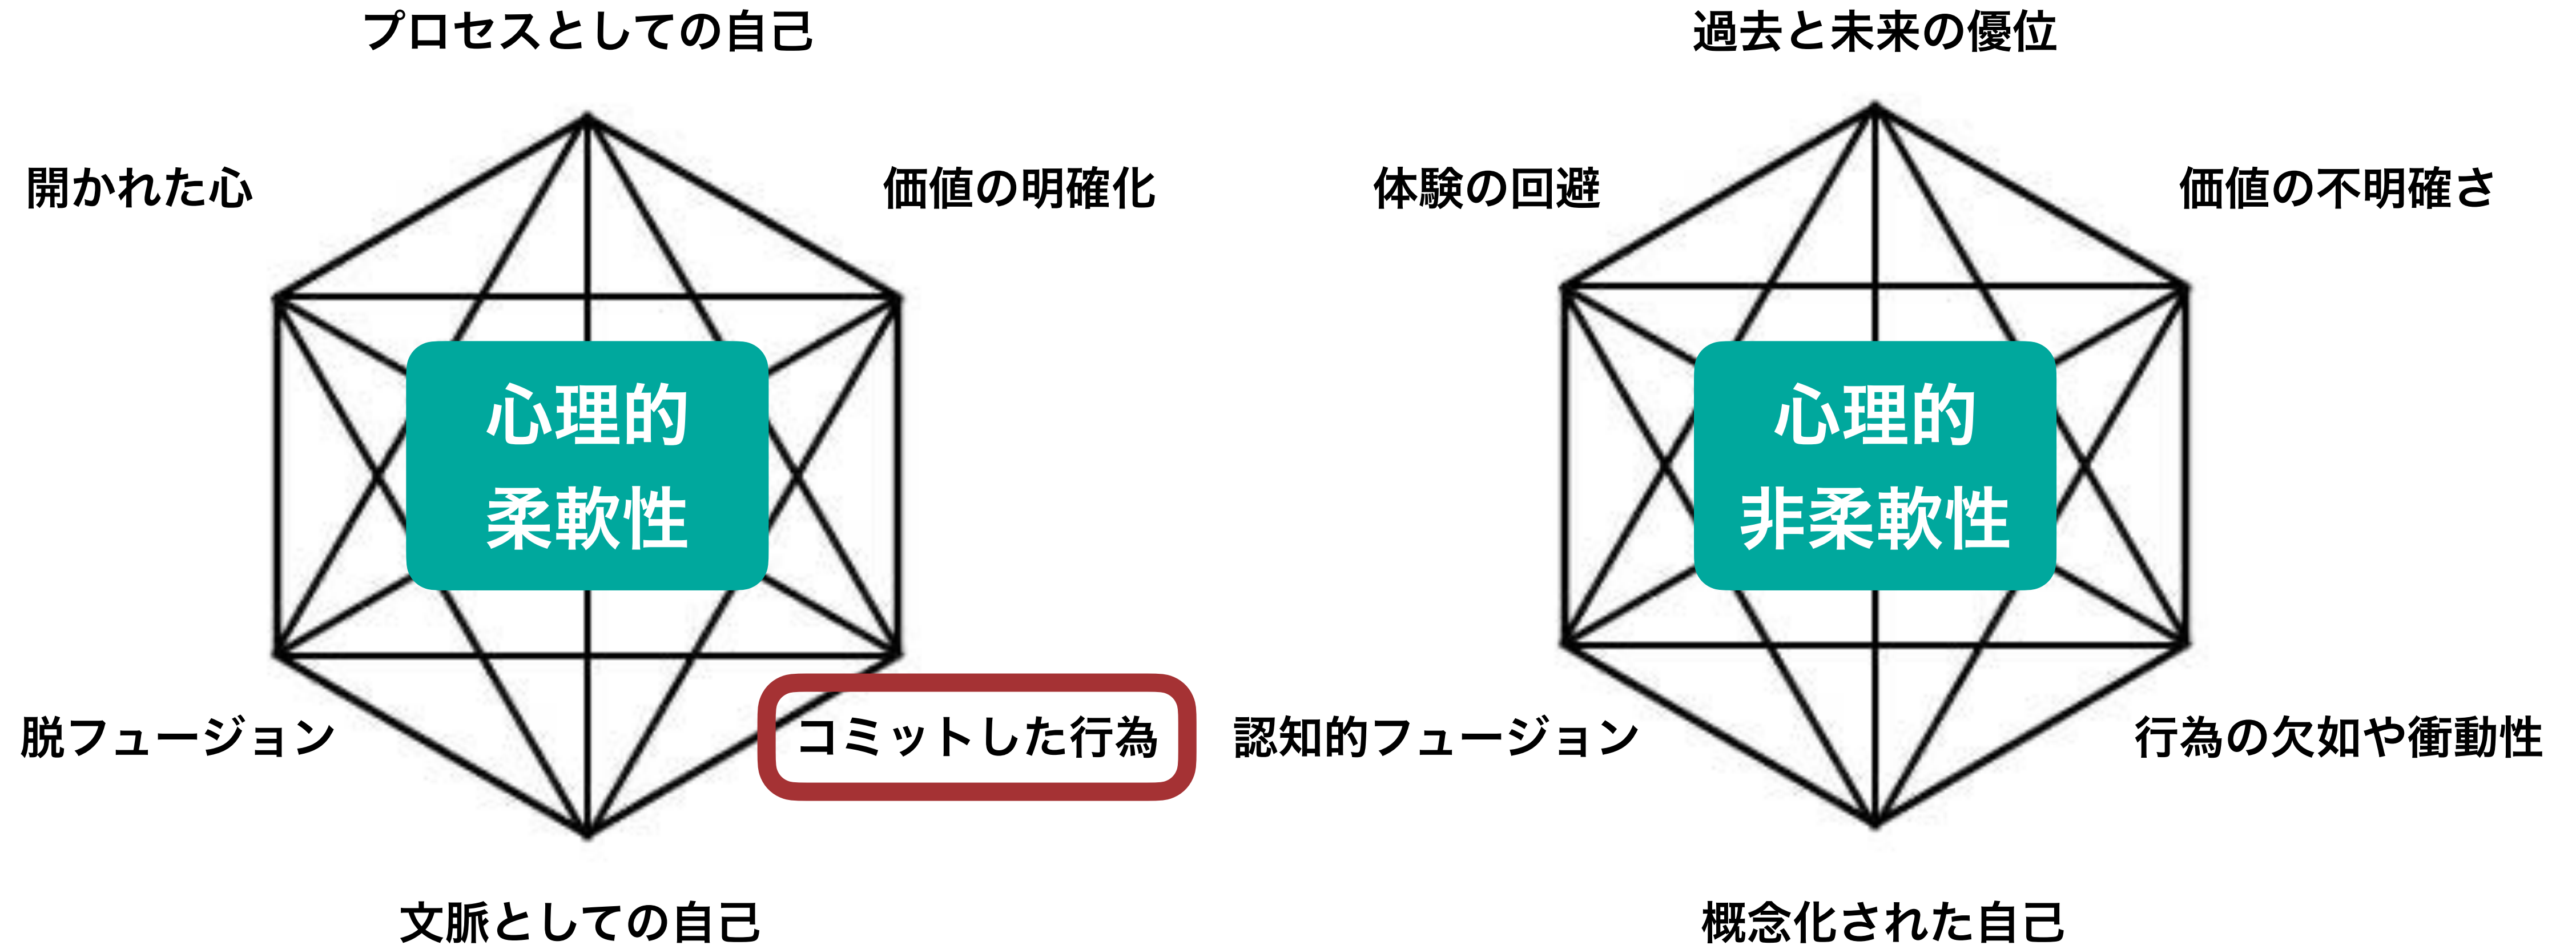 プロセスとしての自己
開かれた心
価値の明確化
心理的
柔軟性
脱フュージョン
コミットした行為
文脈としての自己
過去と未来の優位
体験の回避
価値の不明確さ
心理的
非柔軟性
認知的フュージョン
行為の欠如や衝動性
概念化された自己